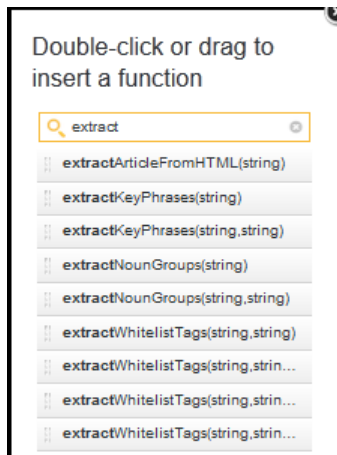 Double-click or drag to
insert a function
extract
extractArticleFromHTML(string)
extractKeyPhrases(string)
extractKeyPhrases(string,string)
extractNounGroups(string)
extractNounGroups(string,string)
extractWhitelistTags(string,string)
extractWhitelistTags(string,strin...
extractWhitelistTags(string,strin...
extractWhitelistTags(string,strin...